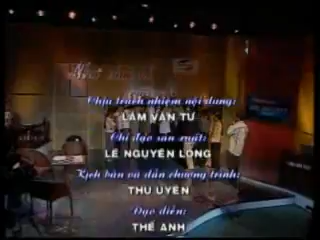 Chịu trách nhiệm nội dung:
LÂM VĂN TƯ
Chỉ đạo sản xuất:
LÊ NGUYÊN LONG
Kịch bản và dẫn chương trình:
THU UYÊN
Đạo diễn:
THẾ ANH